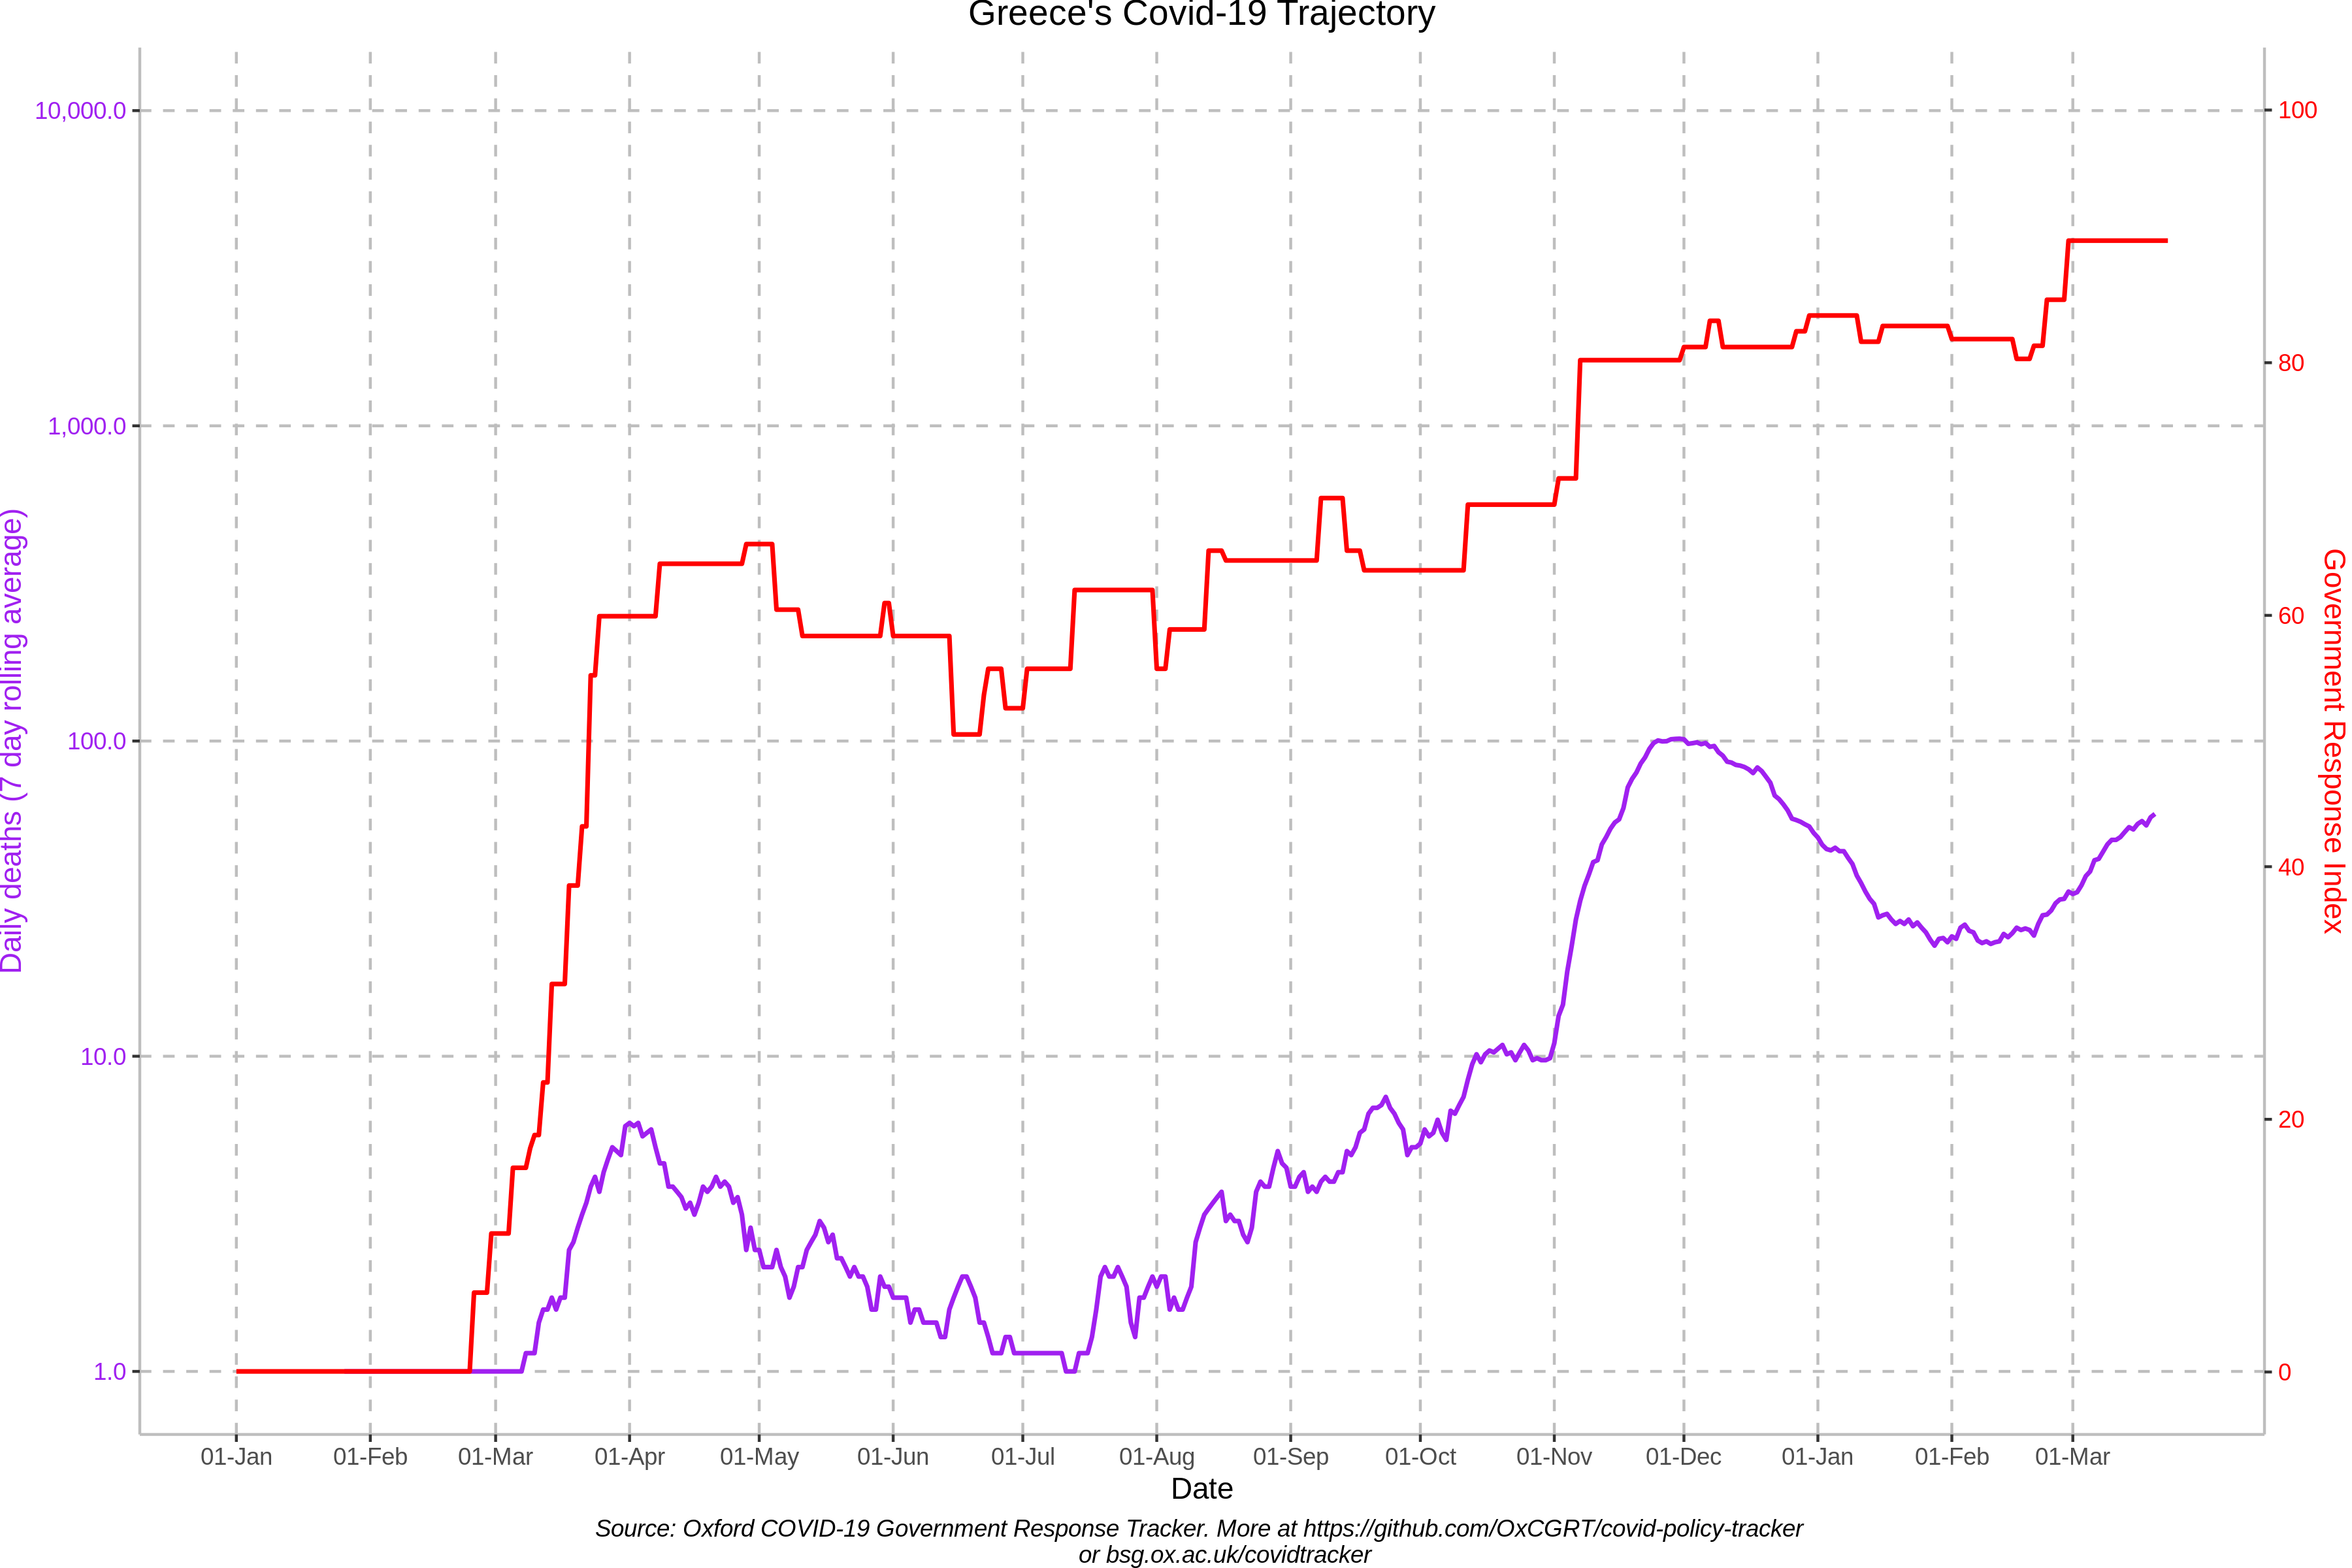 Greece's Covid-19 Trajectory
10,000.0
1,000.0
100.0
10.0
1.0
Daily deaths (7 day rolling average)
100
80
60
40
20
0
Government Response Index
01-Jan 01-Feb 01-Mar 01-Apr 01-May 01-Jun 01-Jul 01-Aug 01-Sep 01-Oct 01-Nov 01-Dec 01-Jan 01-Feb 01-Mar
Date
Source: Oxford COVID-19 Government Response Tracker. More at https://github.com/OxCGRT/covid-policy-tracker
or bsg.ox.ac.uk/covidtracker